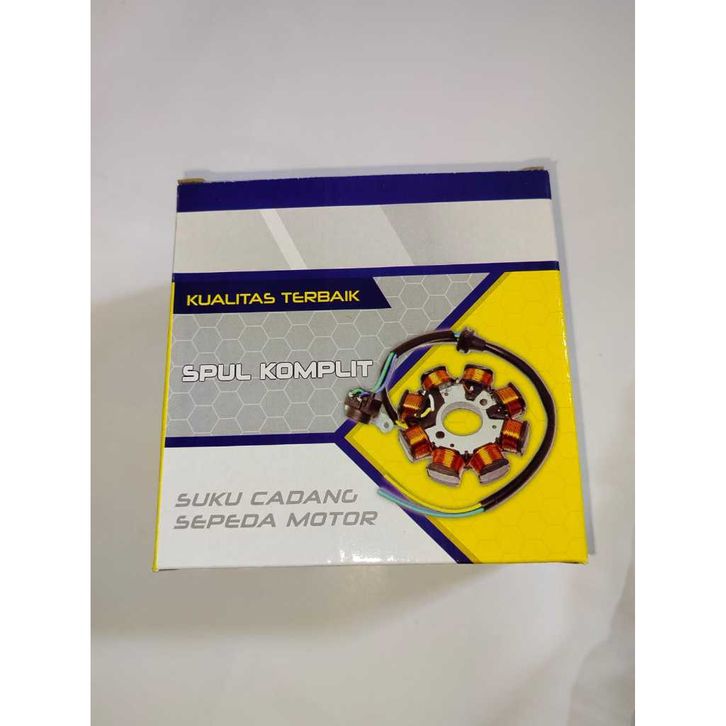 KUALITAS TERBAIK
SPUL KOMPLIT
SUKU CADANG
SEPEDA MOTOR